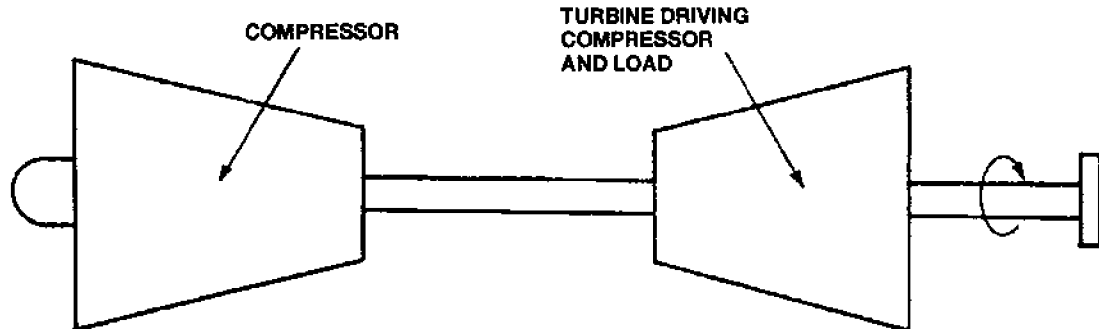 COMPRESSOR
TURBINE DRIVING
COMPRESSOR
AND LOAD